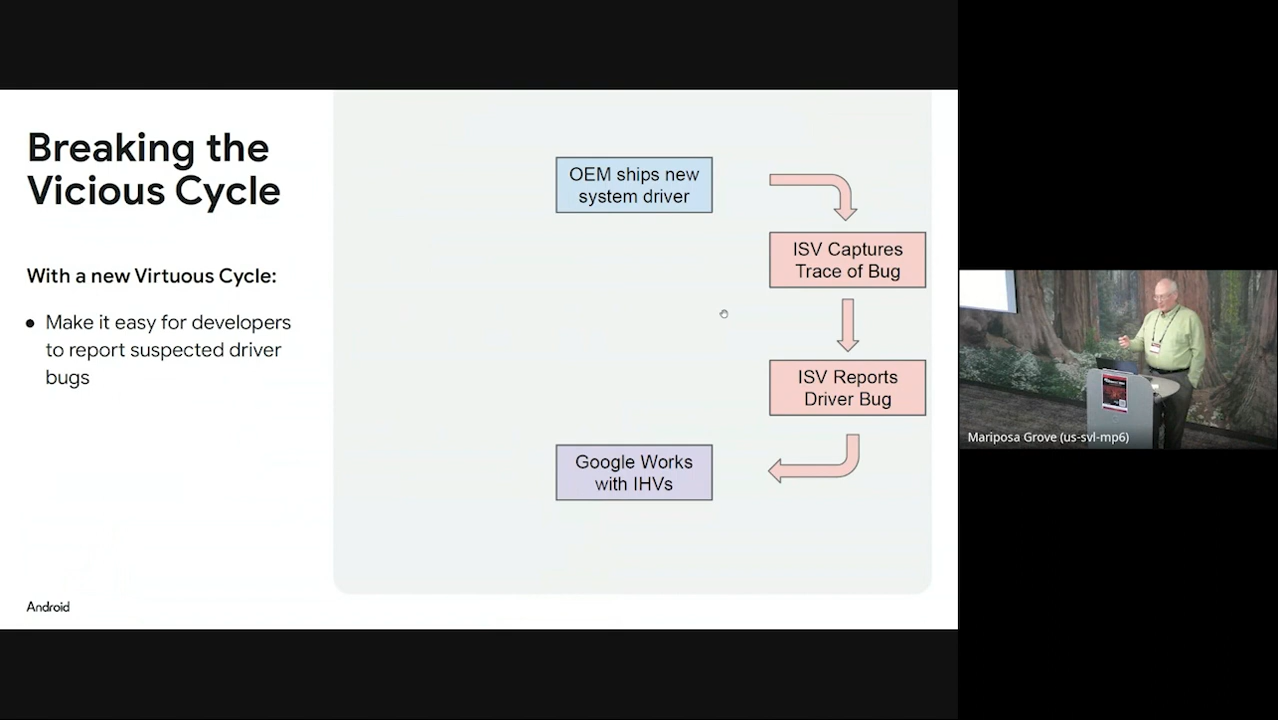 Breaking the
Vicious Cycle
With a new Virtuous Cycle:
● Make it easy for developers
to report suspected driver
bugs
Android
OEM ships new
system driver
ISV Captures
Trace of Bug
ISV Reports
Driver Bug
Google Works
with IHVs
Mariposa Grove (us-svl-mp6)